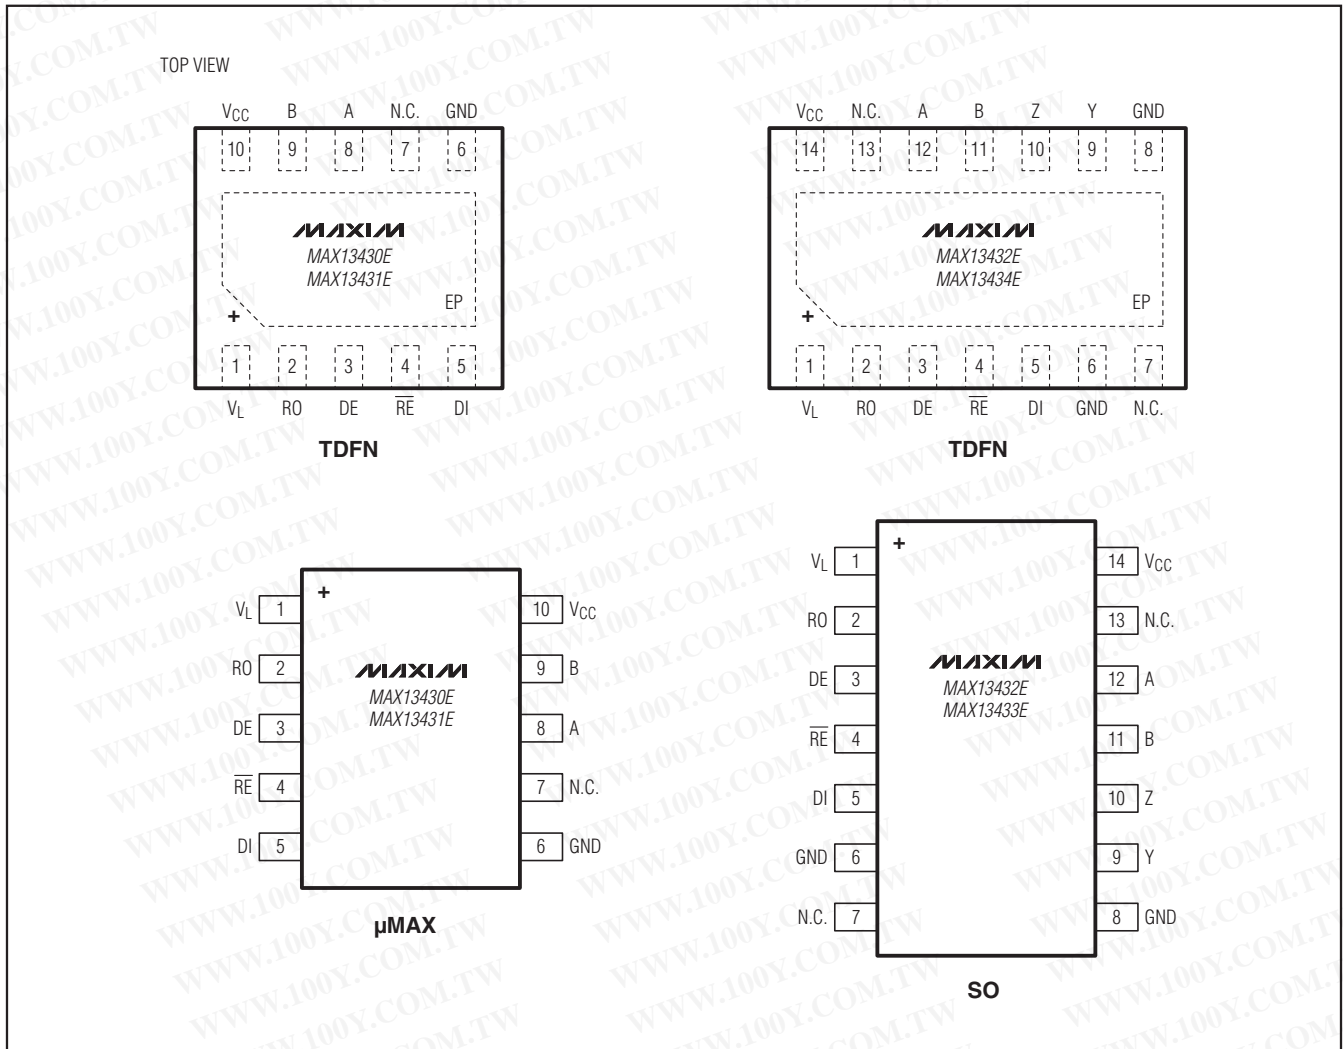 TOP VIEW
VCC B A N.C. GND
10 9 8 7 6
MAXIM
MAX13430E
MAX13431E
EP
+
1 2 3 4 5
VL RO DE R̅E̅ DI
TDFN
VCC N.C. A B Z Y GND
14 13 12 11 10 9 8
MAXIM
MAX13432E
MAX13434E
EP
+
1 2 3 4 5 6 7
VL RO DE R̅E̅ DI GND N.C.
TDFN
+
VL 1 10 VCC
RO 2 9 B
MAXIM
MAX13430E
MAX13431E
DE 3 8 A
R̅E̅ 4 7 N.C.
DI 5 6 GND
µMAX
+
VL 1 14 VCC
RO 2 13 N.C.
MAXIM
DE 3 12 A
MAX13432E
MAX13433E
R̅E̅ 4 11 B
DI 5 10 Z
GND 6 9 Y
N.C. 7 8 GND
SO
WWW.100Y.COM.TW